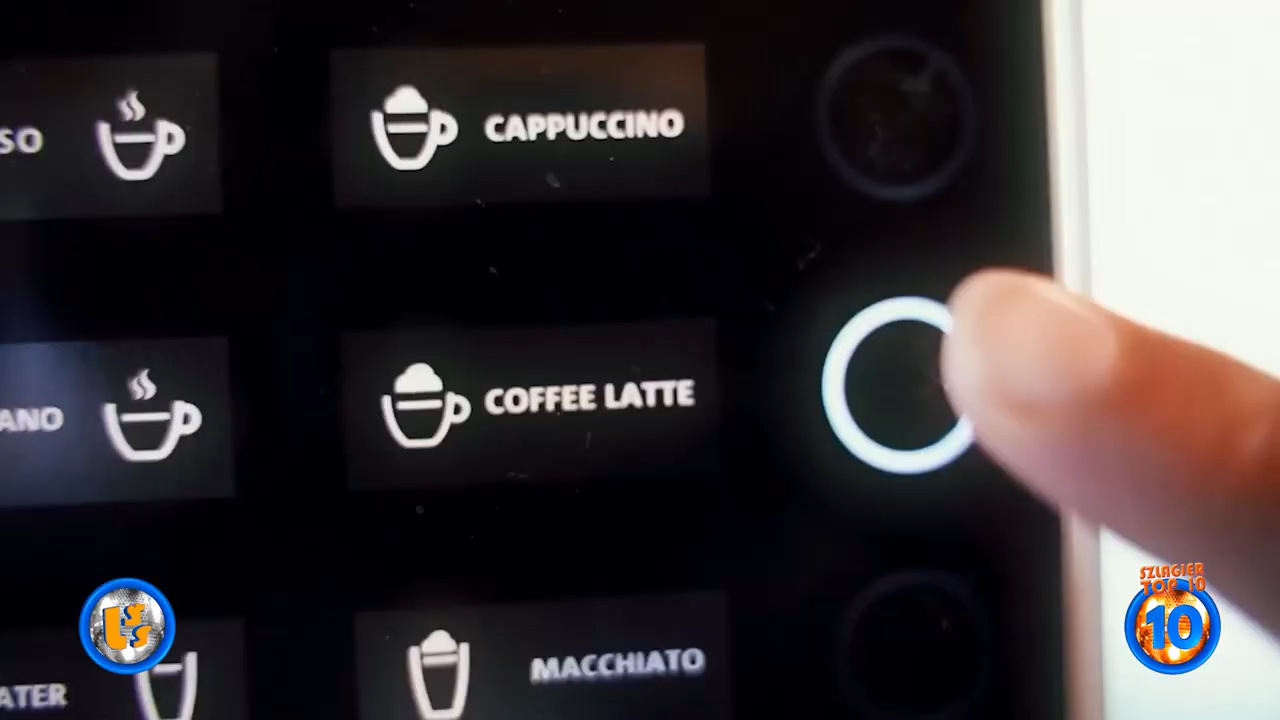 SO
CAPPUCCINO
ANO
COFFEE LATTE
ATER
MACCHIATO
SZLAGIER
TOP 10
10